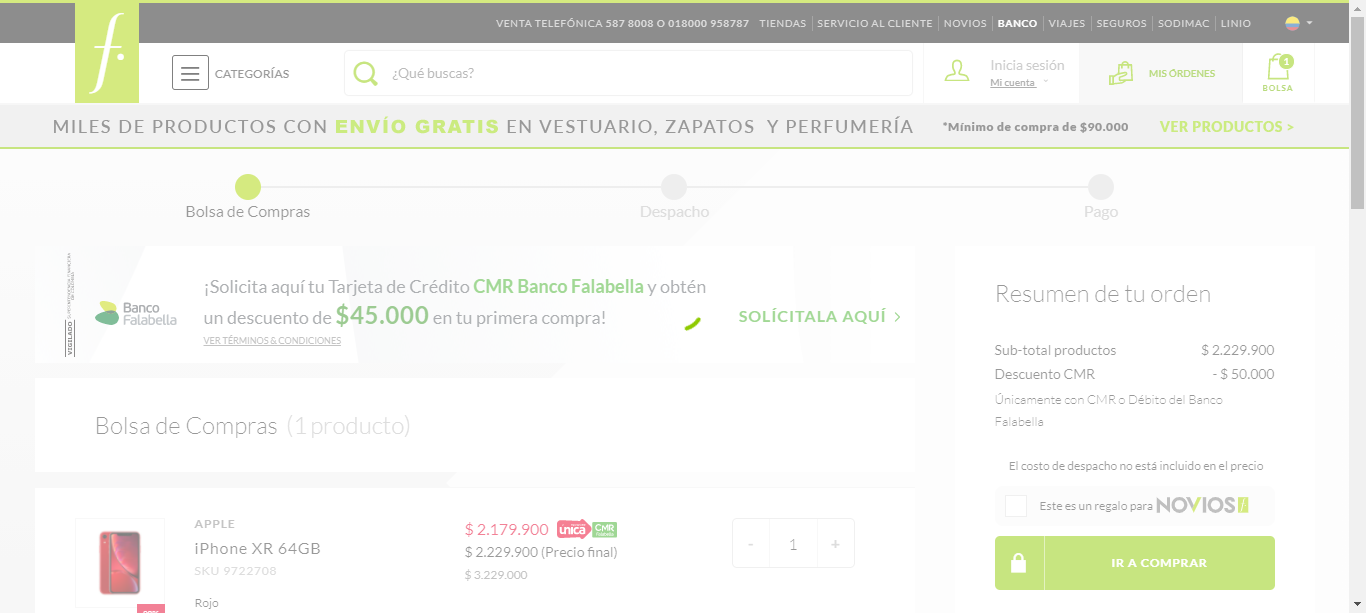 VENTA TELEFÓNICA 587 8008 O 018000 958787 TIENDAS SERVICIO AL CLIENTE NOVIOS BANCO VIAJES SEGUROS SODIMAC LINIO
f.
CATEGORÍAS
¿Qué buscas?
Inicia sesión
Mi cuenta
MIS ÓRDENES
1
BOLSA
MILES DE PRODUCTOS CON ENVÍO GRATIS EN VESTUARIO, ZAPATOS Y PERFUMERÍA *Mínimo de compra de $90.000 VER PRODUCTOS >
Bolsa de Compras
Despacho
Pago
VIGILADO
Banco
Falabella
¡Solicita aquí tu Tarjeta de Crédito CMR Banco Falabella y obtén
un descuento de $45.000 en tu primera compra!
VER TÉRMINOS & CONDICIONES
SOLÍCITALA AQUÍ >
Bolsa de Compras (1 producto)
APPLE
iPhone XR 64GB
SKU 9722708
Rojo
$ 2.179.900 única CMR Falabella
$ 2.229.900 (Precio final)
$ 3.229.000
- 1 +
Resumen de tu orden
Sub-total productos $ 2.229.900
Descuento CMR - $ 50.000
Únicamente con CMR o Débito del Banco
Falabella
El costo de despacho no está incluido en el precio
Este es un regalo para NOVIOS f.
IR A COMPRAR